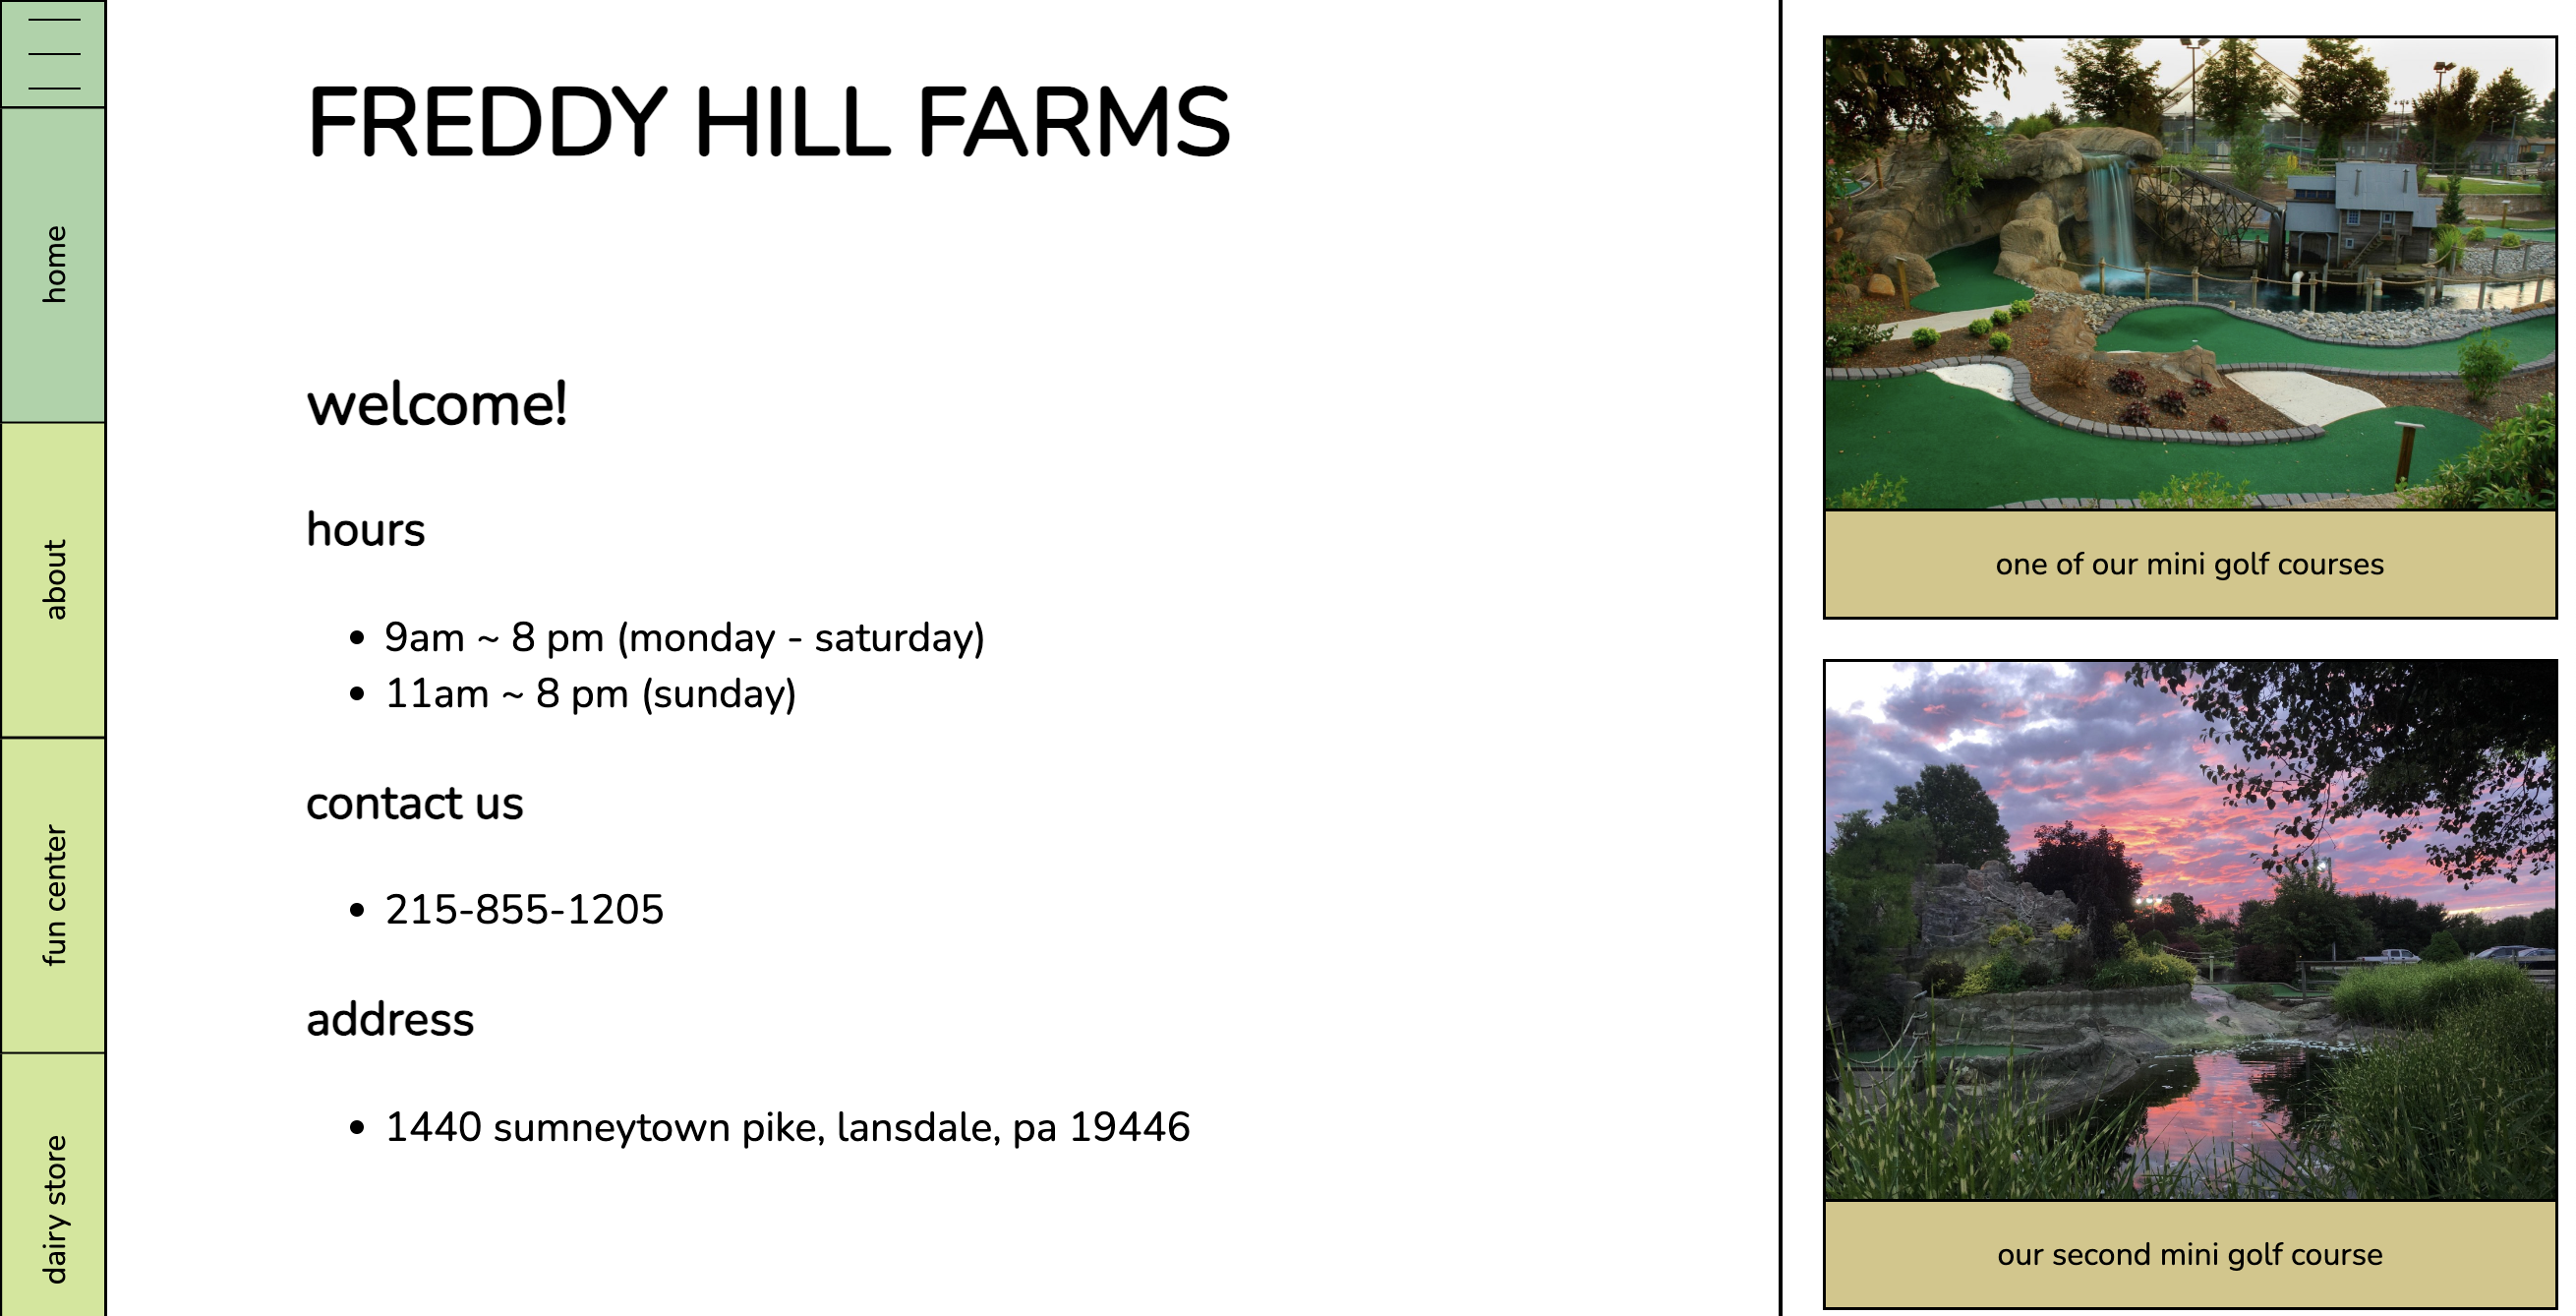 home
about
fun center
dairy store
FREDDY HILL FARMS
welcome!
hours
• 9am ~ 8 pm (monday - saturday)
• 11am ~ 8 pm (sunday)
contact us
• 215-855-1205
address
• 1440 sumneytown pike, lansdale, pa 19446
one of our mini golf courses
our second mini golf course